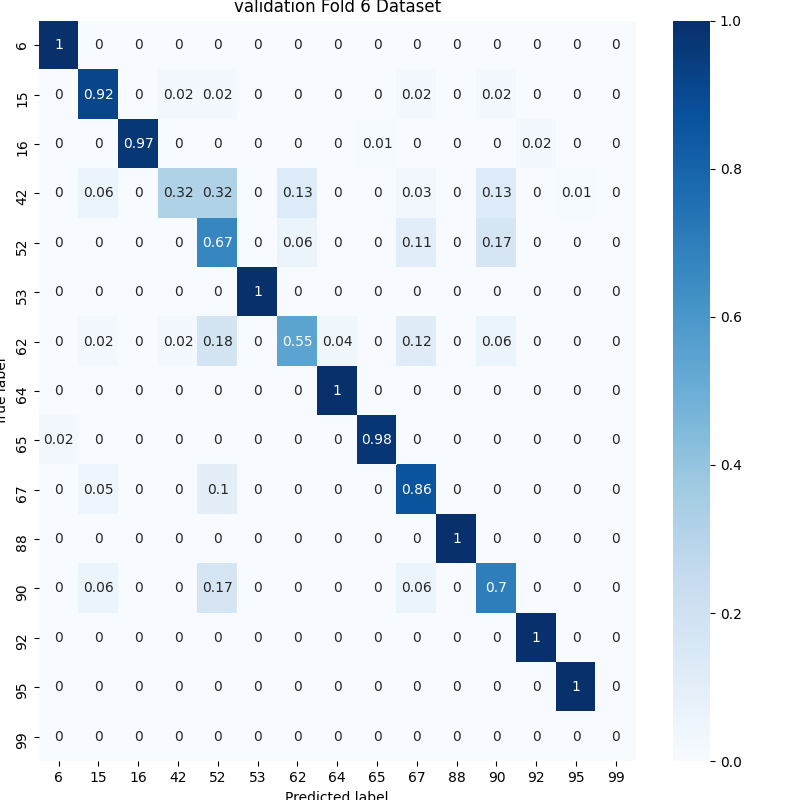 validation Fold 6 Dataset
6 1 0 0 0 0 0 0 0 0 0 0 0 0 0 0
15 0 0.92 0 0.02 0.02 0 0 0 0 0.02 0 0.02 0 0 0
16 0 0 0.97 0 0 0 0 0 0.01 0 0 0 0.02 0 0
42 0 0.06 0 0.32 0.32 0 0.13 0 0 0.03 0 0.13 0 0.01 0
52 0 0 0 0 0.67 0 0.06 0 0 0.11 0 0.17 0 0 0
53 0 0 0 0 0 1 0 0 0 0 0 0 0 0 0
62 0 0.02 0 0.02 0.18 0 0.55 0.04 0 0.12 0 0.06 0 0 0
64 0 0 0 0 0 0 0 1 0 0 0 0 0 0 0
65 0.02 0 0 0 0 0 0 0 0.98 0 0 0 0 0 0
67 0 0.05 0 0 0.1 0 0 0 0 0.86 0 0 0 0 0
88 0 0 0 0 0 0 0 0 0 0 1 0 0 0 0
90 0 0.06 0 0 0.17 0 0 0 0 0.06 0 0.7 0 0 0
92 0 0 0 0 0 0 0 0 0 0 0 0 1 0 0
95 0 0 0 0 0 0 0 0 0 0 0 0 0 1 0
99 0 0 0 0 0 0 0 0 0 0 0 0 0 0 0
6 15 16 42 52 53 62 64 65 67 88 90 92 95 99
Predicted label
True label
1.0
0.8
0.6
0.4
0.2
0.0